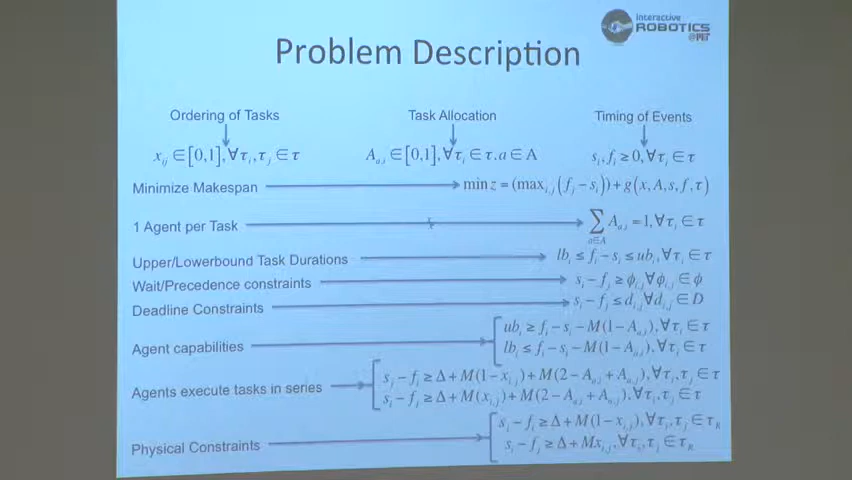 Interactive
ROBOTICS
@MIT
Problem Description
Ordering of Tasks
Task Allocation
Timing of Events
x_ij ∈ [0,1], ∀τ_i, τ_j ∈ τ
A_a,i ∈ [0,1], ∀τ_i ∈ τ.a ∈ A
s_i, f_i ≥ 0, ∀τ_i ∈ τ
Minimize Makespan
min z = (max_i,j (f_j − s_i)) + g(x, A, s, f, τ)
1 Agent per Task
∑_a∈A A_a,i = 1, ∀τ_i ∈ τ
Upper/Lowerbound Task Durations
lb_i ≤ f_i − s_i ≤ ub_i, ∀τ_i ∈ τ
Wait/Precedence constraints
s_i − f_j ≥ φ_i,j ∀φ_i,j ∈ φ
Deadline Constraints
s_i − f_j ≤ d_i,j ∀d_i,j ∈ D
Agent capabilities
ub_i ≥ f_i − s_i − M(1 − A_a,i), ∀τ_i ∈ τ
lb_i ≤ f_i − s_i − M(1 − A_a,i), ∀τ_i ∈ τ
Agents execute tasks in series
s_j − f_i ≥ Δ + M(1 − x_i,j) + M(2 − A_a,i + A_a,j), ∀τ_i, τ_j ∈ τ
s_i − f_j ≥ Δ + M(x_i,j) + M(2 − A_a,i + A_a,j), ∀τ_i, τ_j ∈ τ
Physical Constraints
s_j − f_i ≥ Δ + M(1 − x_i,j), ∀τ_i, τ_j ∈ τ_R
s_i − f_j ≥ Δ + Mx_i,j, ∀τ_i, τ_j ∈ τ_R